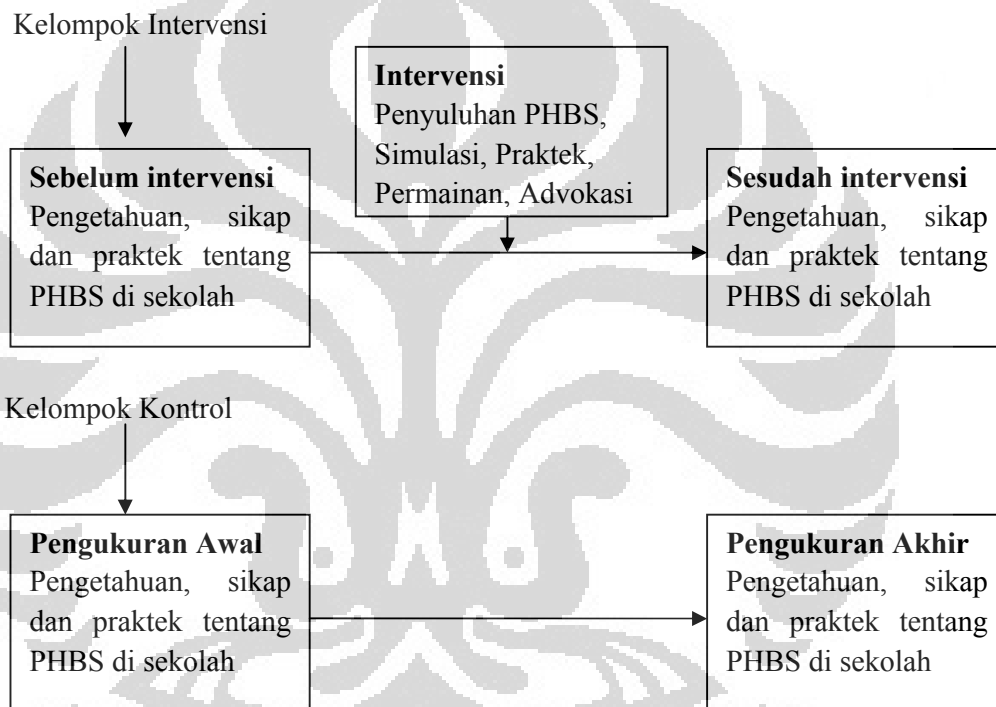 Kelompok Intervensi
Intervensi
Penyuluhan PHBS,
Simulasi, Praktek,
Permainan, Advokasi
Sebelum intervensi
Pengetahuan, sikap
dan praktek tentang
PHBS di sekolah
Sesudah intervensi
Pengetahuan, sikap
dan praktek tentang
PHBS di sekolah
Kelompok Kontrol
Pengukuran Awal
Pengetahuan, sikap
dan praktek tentang
PHBS di sekolah
Pengukuran Akhir
Pengetahuan, sikap
dan praktek tentang
PHBS di sekolah